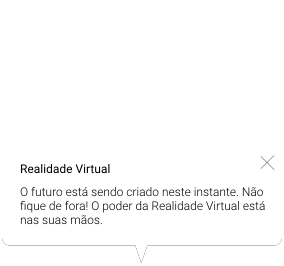 Realidade Virtual
O futuro está sendo criado neste instante. Não
fique de fora! O poder da Realidade Virtual está
nas suas mãos.